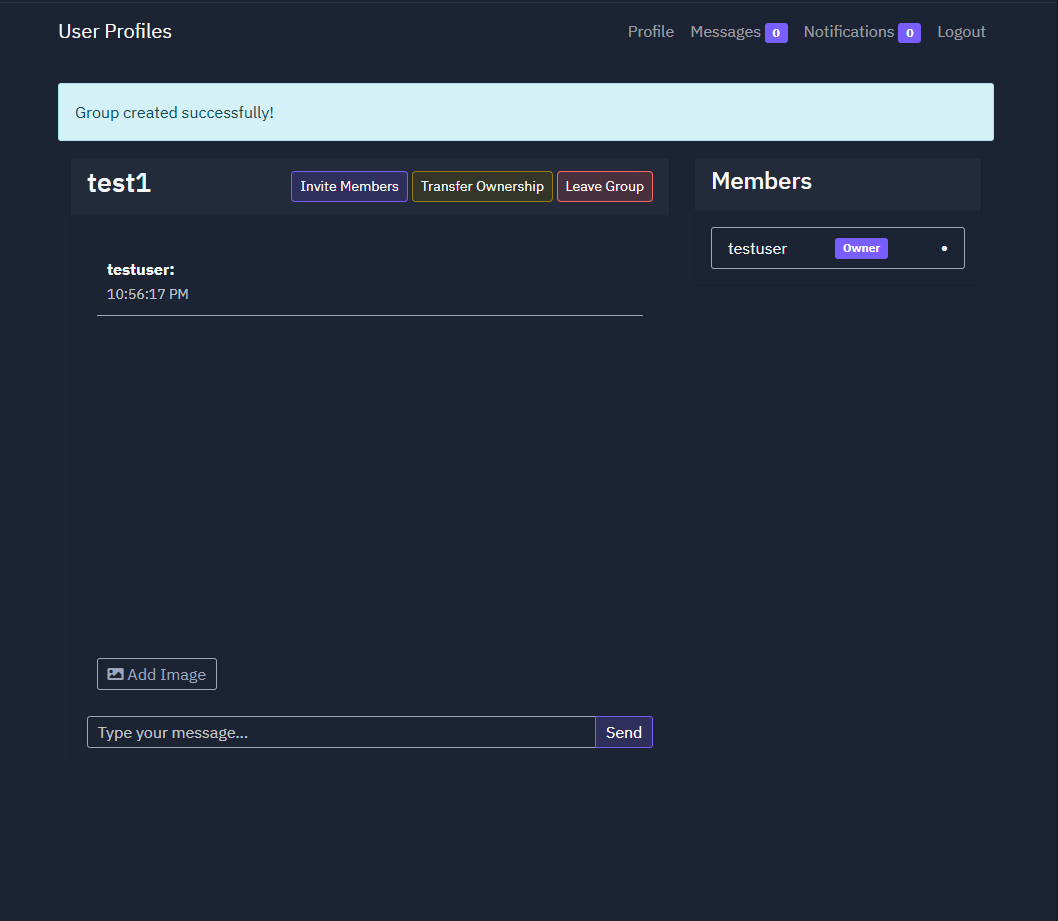 User Profiles
Profile Messages 0 Notifications 0 Logout
Group created successfully!
test1
Invite Members Transfer Ownership Leave Group
testuser:
10:56:17 PM
Add Image
Type your message...
Send
Members
testuser Owner •